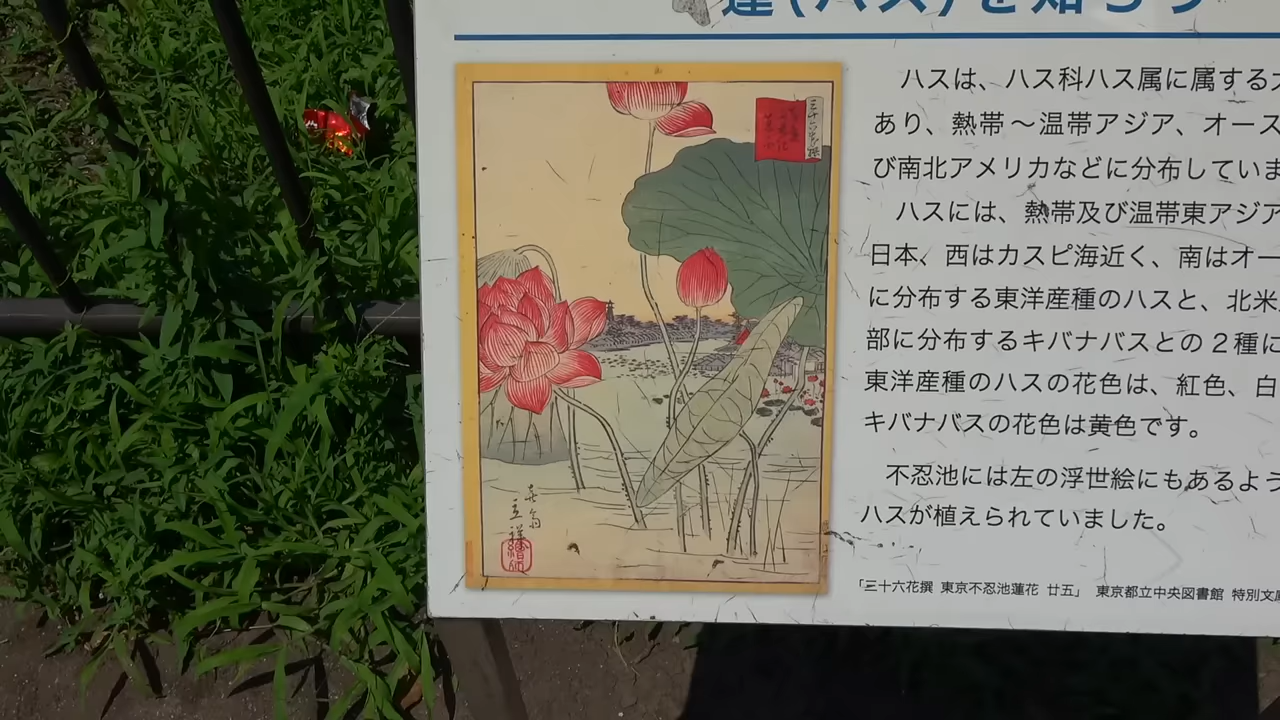 蓮(ハス)を知ろう
ハスは、ハス科ハス属に属する
あり、熱帯～温帯アジア、オース
び南北アメリカなどに分布していま
ハスには、熱帯及び温帯東アジア
日本、西はカスピ海近く、南はオー
に分布する東洋産種のハスと、北米
部に分布するキバナバスとの2種に
東洋産種のハスの花色は、紅色、白
キバナバスの花色は黄色です。
不忍池には左の浮世絵にもあるよう
ハスが植えられていました。
「三十六花撰 東京不忍池蓮花 廿五」 東京都立中央図書館 特別文庫